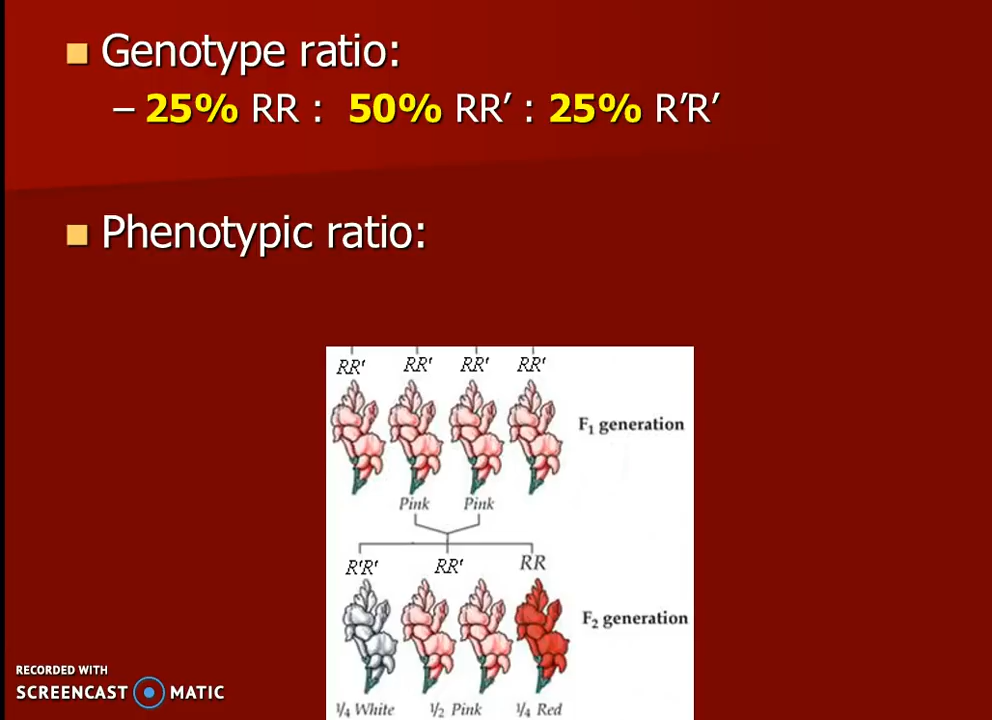 Genotype ratio:
– 25% RR : 50% RR’ : 25% R’R’
Phenotypic ratio:
RR' RR' RR' RR'
F₁ generation
Pink Pink
R'R' RR' RR
F₂ generation
¼ White ½ Pink ¼ Red
RECORDED WITH
SCREENCAST MATIC